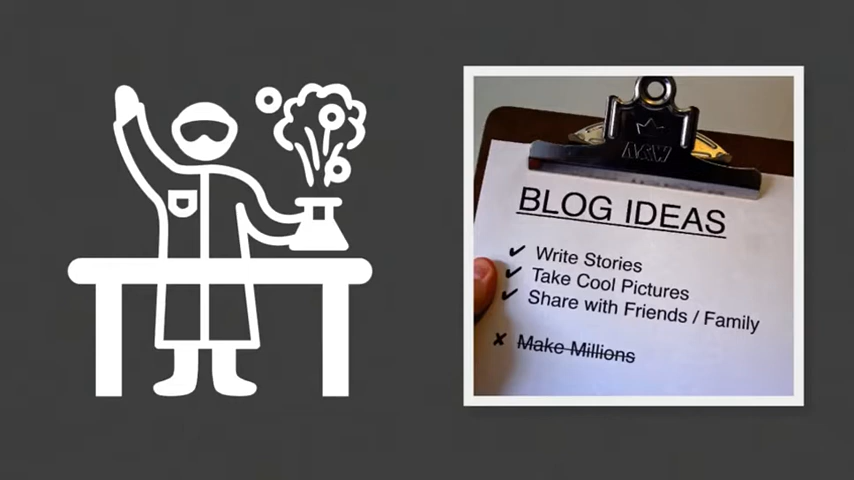 BLOG IDEAS
✔ Write Stories
✔ Take Cool Pictures
✔ Share with Friends / Family
✘ Make Millions